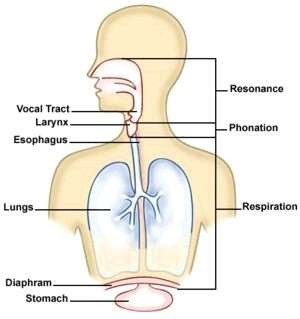 Resonance
Vocal Tract
Larynx
Phonation
Esophagus
Lungs
Respiration
Diaphram
Stomach